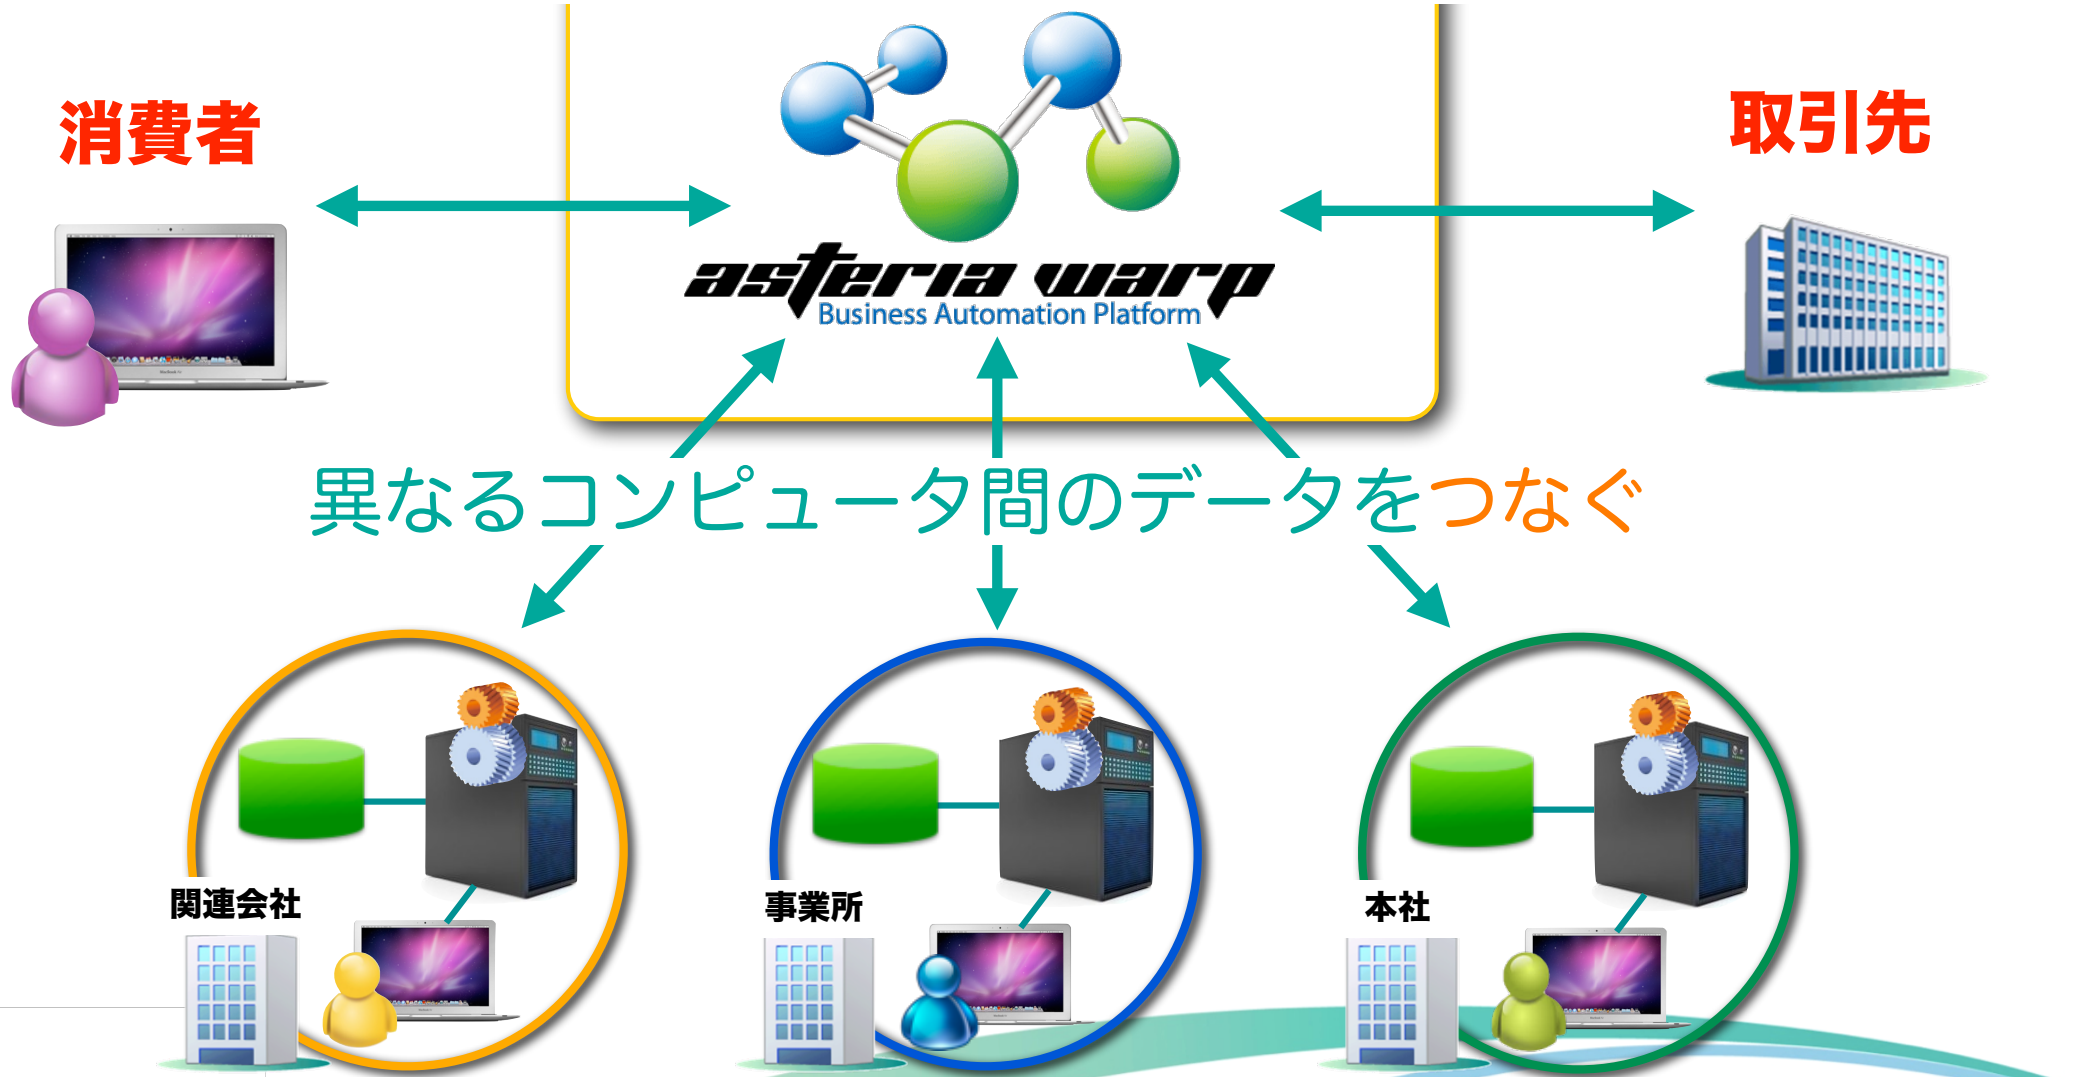 消費者
取引先
asteria warp
Business Automation Platform
異なるコンピュータ間のデータをつなぐ
関連会社
事業所
本社